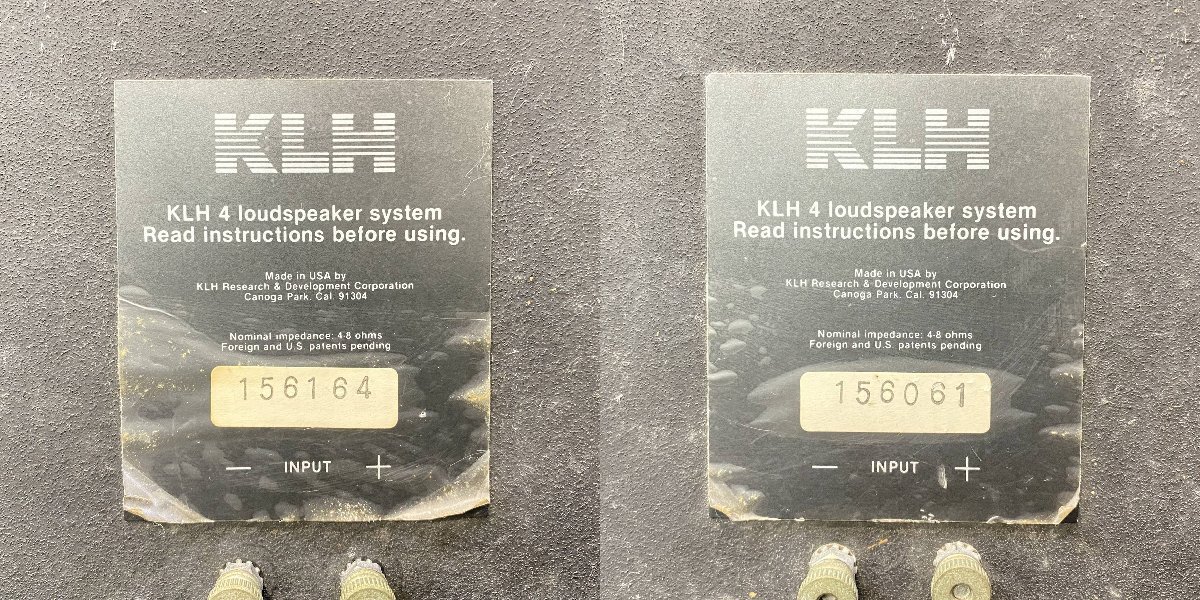 KLH
KLH 4 loudspeaker system
Read instructions before using.
Made in USA by
KLH Research & Development Corporation
Canoga Park. Cal. 91304
Nominal impedance: 4-8 ohms
Foreign and U.S. patents pending
156164
— INPUT +
KLH
KLH 4 loudspeaker system
Read instructions before using.
Made in USA by
KLH Research & Development Corporation
Canoga Park. Cal. 91304
Nominal impedance: 4-8 ohms
Foreign and U.S. patents pending
156061
— INPUT +